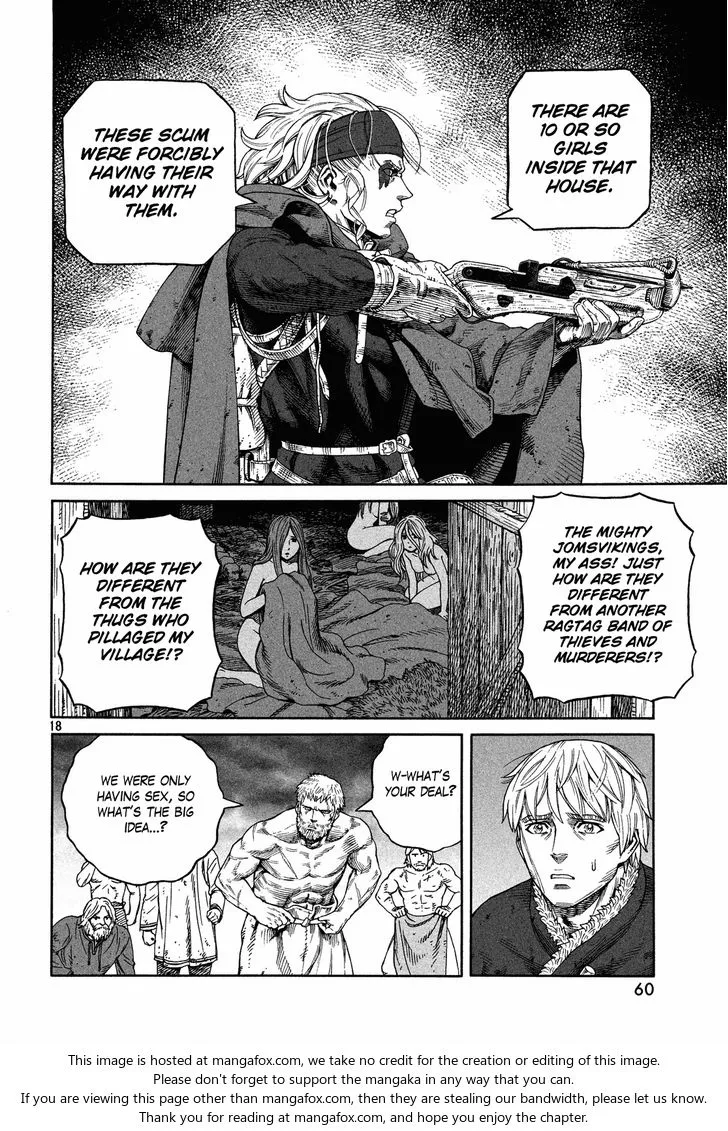 THERE ARE
10 OR SO
GIRLS
INSIDE THAT
HOUSE.
THESE SCUM
WERE FORCIBLY
HAVING THEIR
WAY WITH
THEM.
THE MIGHTY
JOMSVIKINGS,
MY ASS! JUST
HOW ARE THEY
DIFFERENT
FROM ANOTHER
RAGTAG BAND OF
THIEVES AND
MURDERERS!?
HOW ARE THEY
DIFFERENT
FROM THE
THUGS WHO
PILLAGED MY
VILLAGE!?
18
W-WHAT'S
YOUR DEAL?
WE WERE ONLY
HAVING SEX, SO
WHAT'S THE BIG
IDEA...?
60
This image is hosted at mangafox.com, we take no credit for the creation or editing of this image.
Please don't forget to support the mangaka in any way that you can.
If you are viewing this page other than mangafox.com, then they are stealing our bandwidth, please let us know.
Thank you for reading at mangafox.com, and hope you enjoy the chapter.